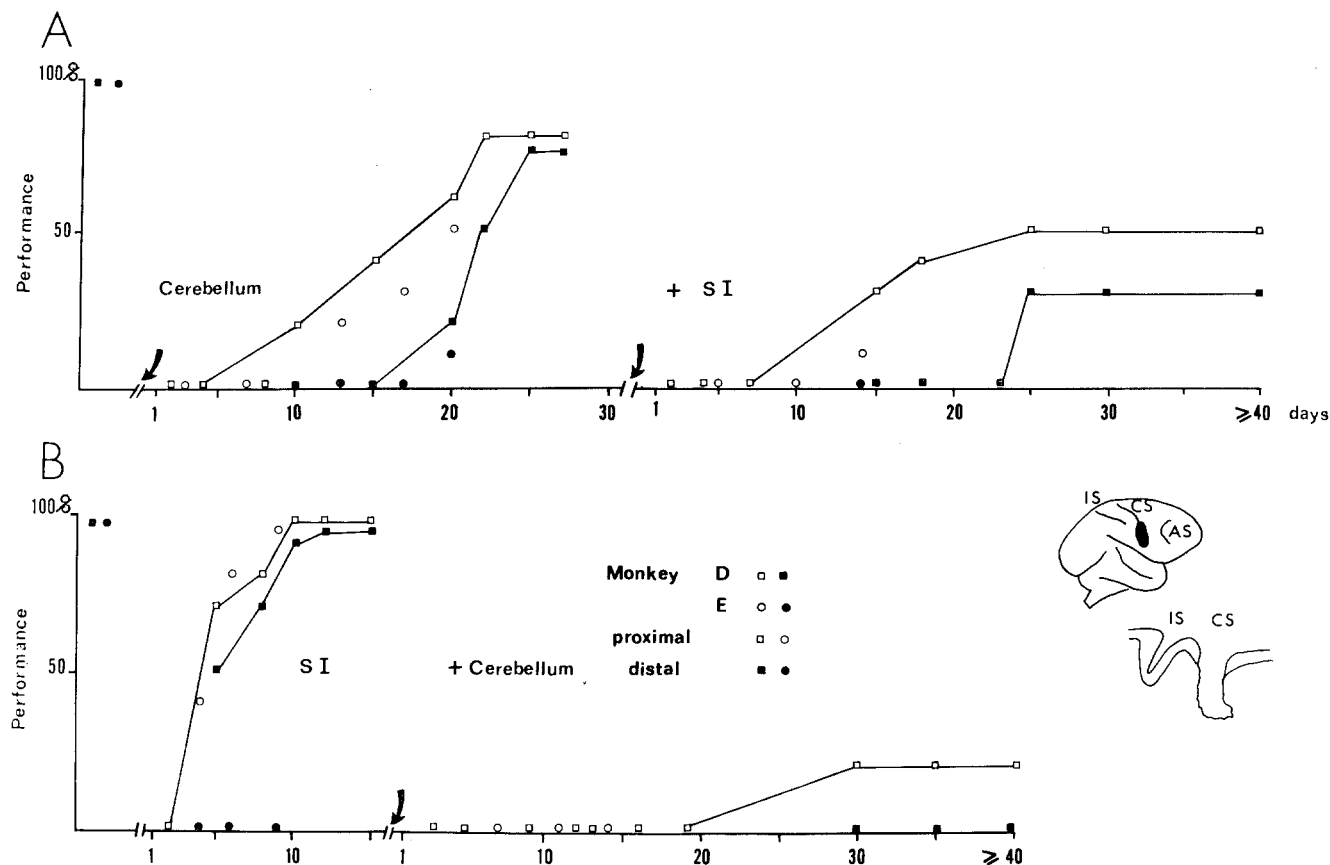 A
100%
Performance
50
Cerebellum
+ SI
1 10 20 30 1 10 20 30 ⩾40 days
B
100%
Performance
50
SI
+ Cerebellum
Monkey D
E
proximal
distal
IS CS AS
IS CS
1 10 1 10 20 30 ⩾40